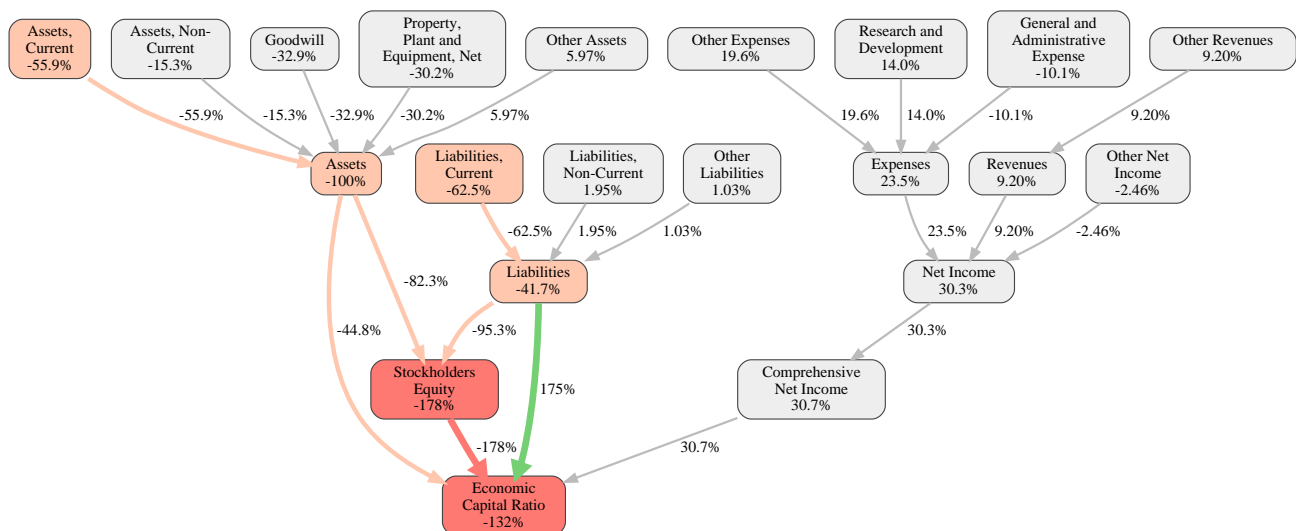 Assets,
Current
-55.9%
Assets, Non-
Current
-15.3%
Goodwill
-32.9%
Property,
Plant and
Equipment, Net
-30.2%
Other Assets
5.97%
Other Expenses
19.6%
Research and
Development
14.0%
General and
Administrative
Expense
-10.1%
Other Revenues
9.20%
-55.9%
-15.3%
-32.9%
-30.2%
5.97%
19.6%
14.0%
-10.1%
9.20%
Assets
-100%
Liabilities,
Current
-62.5%
Liabilities,
Non-Current
1.95%
Other
Liabilities
1.03%
Expenses
23.5%
Revenues
9.20%
Other Net
Income
-2.46%
-62.5%
1.95%
1.03%
23.5%
9.20%
-2.46%
-82.3%
Liabilities
-41.7%
Net Income
30.3%
-44.8%
-95.3%
30.3%
Stockholders
Equity
-178%
175%
Comprehensive
Net Income
30.7%
-178%
30.7%
Economic
Capital Ratio
-132%